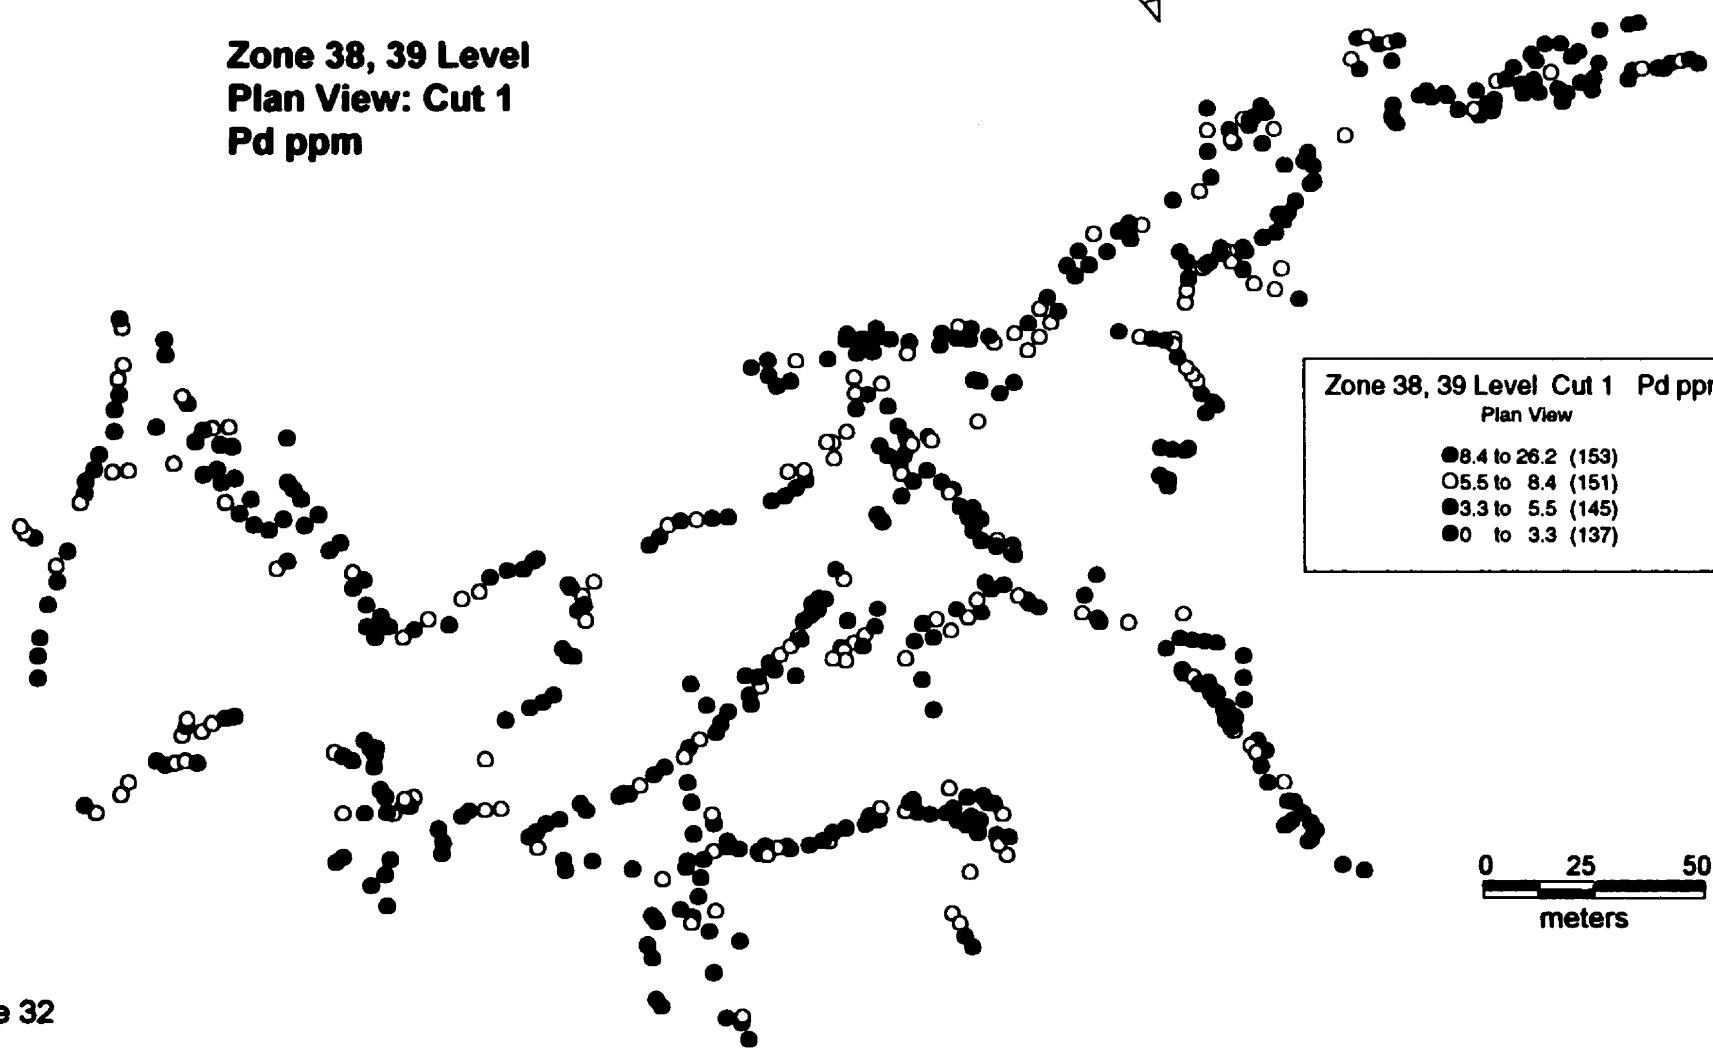 Zone 38, 39 Level
Plan View: Cut 1
Pd ppm
Zone 38, 39 Level Cut 1 Pd ppm
Plan View
8.4 to 26.2 (153)
5.5 to 8.4 (151)
3.3 to 5.5 (145)
0 to 3.3 (137)
0 25 50
meters
e 32